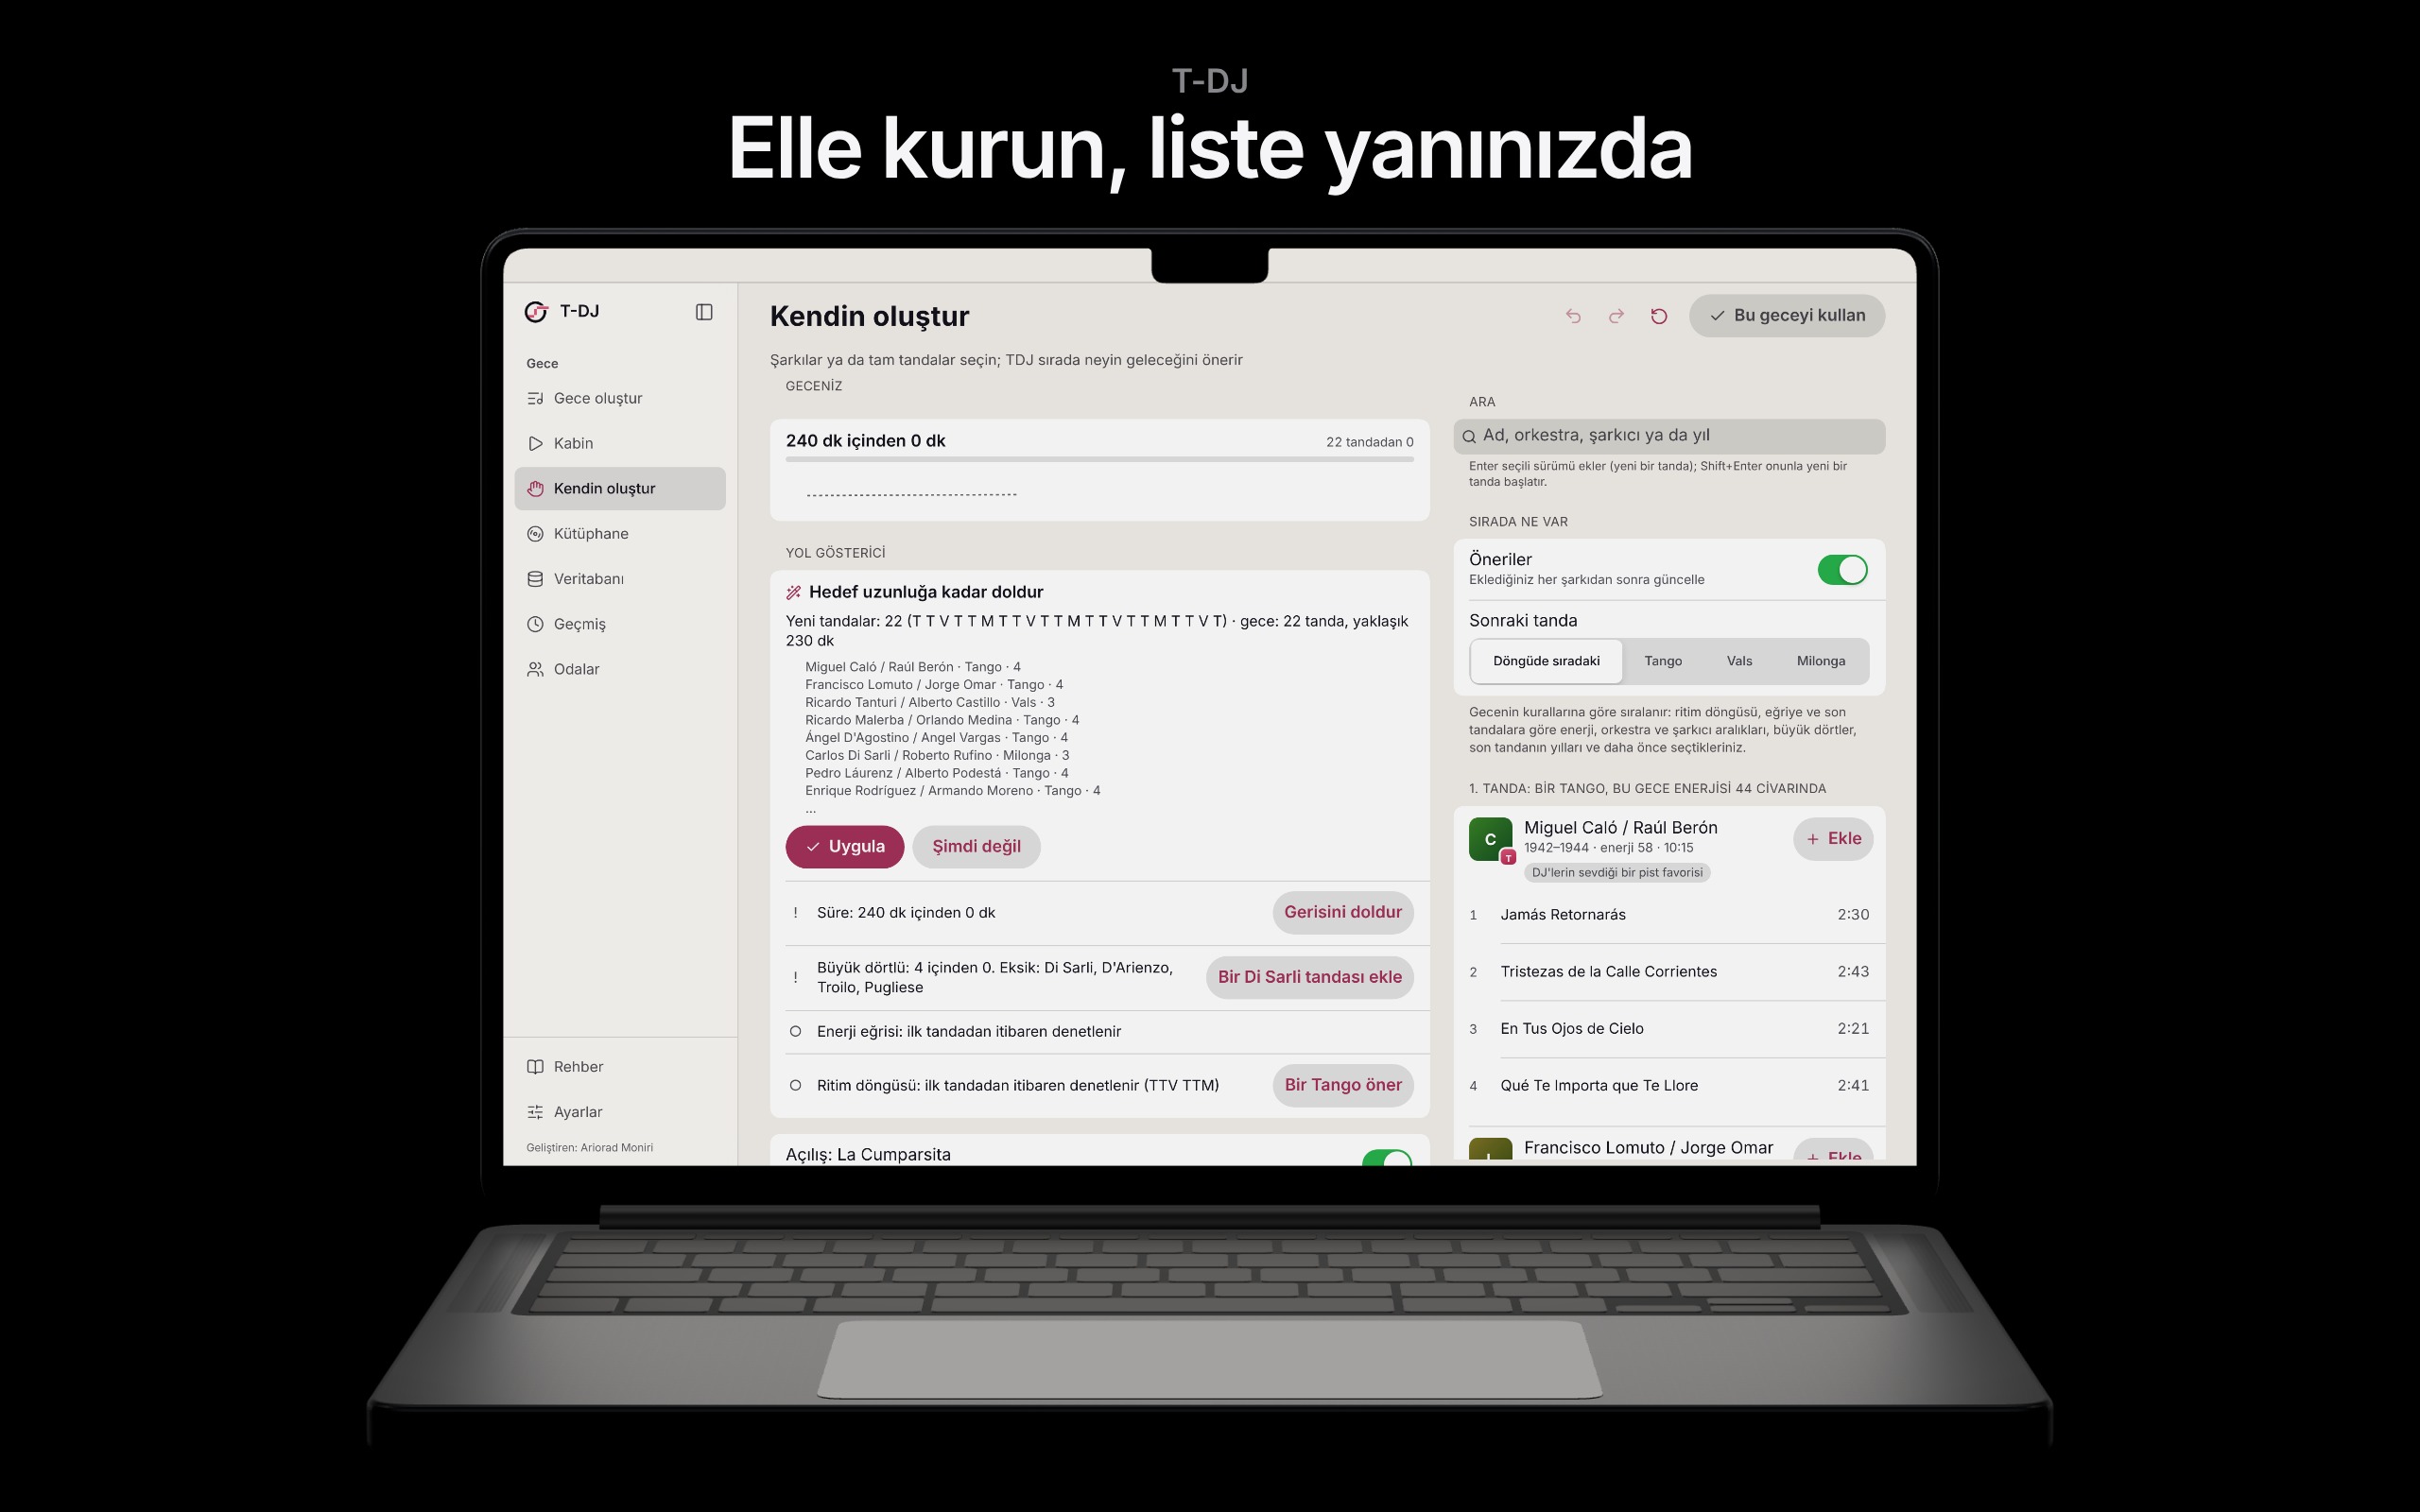 T-DJ
Elle kurun, liste yanınızda
T-DJ
Gece
Gece oluştur
Kabin
Kendin oluştur
Kütüphane
Veritabanı
Geçmiş
Odalar
Rehber
Ayarlar
Geliştiren: Ariorad Moniri
Kendin oluştur
Bu geceyi kullan
Şarkılar ya da tam tandalar seçin; TDJ sırada neyin geleceğini önerir
GECENİZ
240 dk içinden 0 dk
22 tandadan 0
YOL GÖSTERİCİ
Hedef uzunluğa kadar doldur
Yeni tandalar: 22 (T T V T T M T T V T T M T T V T T M T T V T) · gece: 22 tanda, yaklaşık
230 dk
Miguel Caló / Raúl Berón · Tango · 4
Francisco Lomuto / Jorge Omar · Tango · 4
Ricardo Tanturi / Alberto Castillo · Vals · 3
Ricardo Malerba / Orlando Medina · Tango · 4
Ángel D'Agostino / Angel Vargas · Tango · 4
Carlos Di Sarli / Roberto Rufino · Milonga · 3
Pedro Láurenz / Alberto Podestá · Tango · 4
Enrique Rodríguez / Armando Moreno · Tango · 4
...
Uygula
Şimdi değil
! Süre: 240 dk içinden 0 dk
Gerisini doldur
! Büyük dörtlü: 4 içinden 0. Eksik: Di Sarli, D'Arienzo,
Troilo, Pugliese
Bir Di Sarli tandası ekle
Enerji eğrisi: ilk tandadan itibaren denetlenir
Ritim döngüsü: ilk tandadan itibaren denetlenir (TTV TTM)
Bir Tango öner
Açılış: La Cumparsita
ARA
Ad, orkestra, şarkıcı ya da yıl
Enter seçili sürümü ekler (yeni bir tanda); Shift+Enter onunla yeni bir
tanda başlatır.
SIRADA NE VAR
Öneriler
Eklediğiniz her şarkıdan sonra güncelle
Sonraki tanda
Döngüde sıradaki
Tango
Vals
Milonga
Gecenin kurallarına göre sıralanır: ritim döngüsü, eğriye ve son
tandalara göre enerji, orkestra ve şarkıcı aralıkları, büyük dörtler,
son tandanın yılları ve daha önce seçtikleriniz.
1. TANDA: BİR TANGO, BU GECE ENERJİSİ 44 CİVARINDA
C
T
Miguel Caló / Raúl Berón
1942–1944 · enerji 58 · 10:15
DJ'lerin sevdiği bir pist favorisi
+ Ekle
1 Jamás Retornarás 2:30
2 Tristezas de la Calle Corrientes 2:43
3 En Tus Ojos de Cielo 2:21
4 Qué Te Importa que Te Llore 2:41
Francisco Lomuto / Jorge Omar
+ Ekle